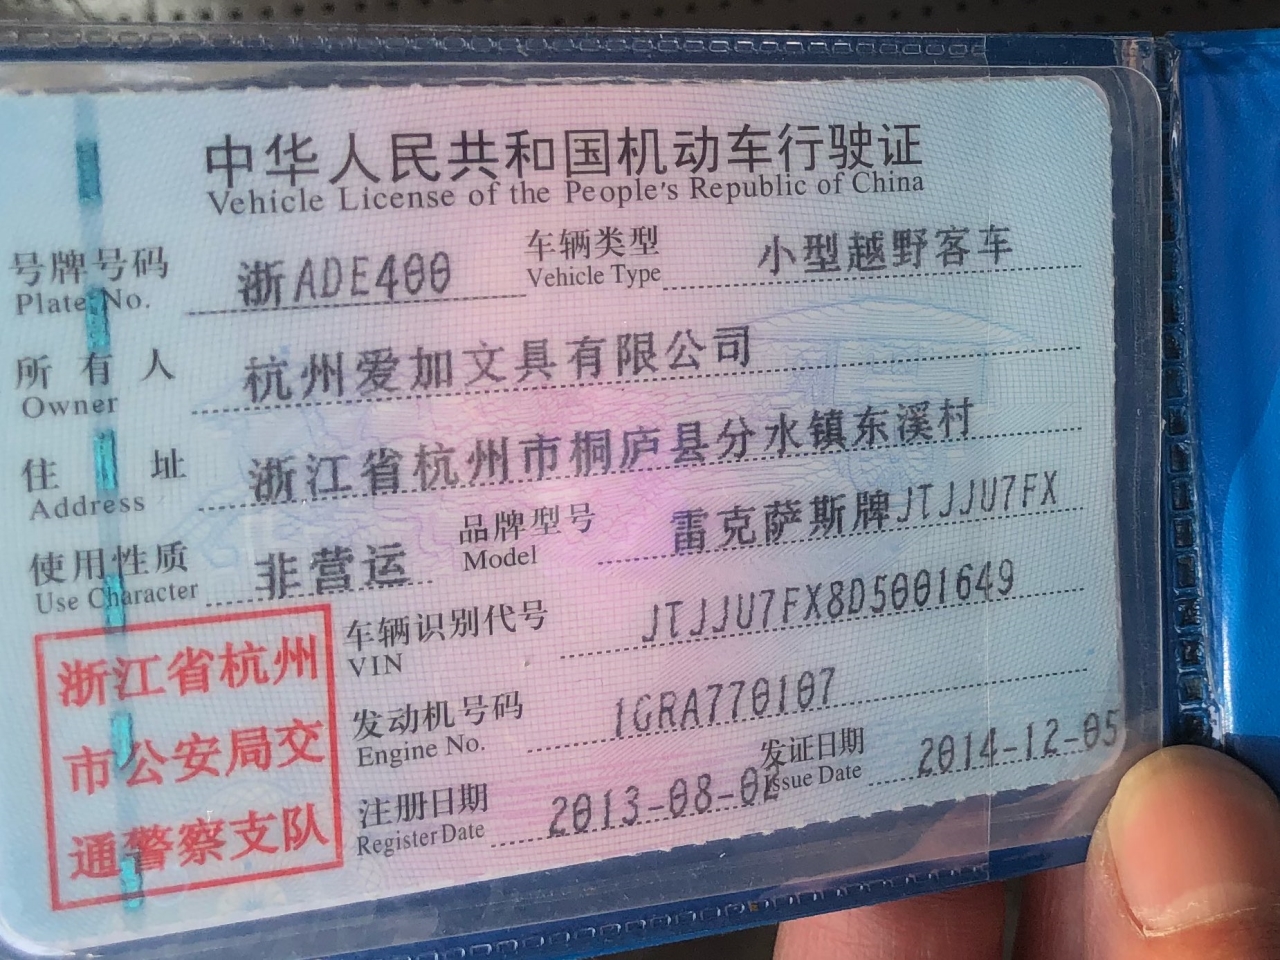 中华人民共和国机动车行驶证
Vehicle License of the People's Republic of China
号牌号码 浙ADE400 车辆类型 小型越野客车
Plate No. Vehicle Type
所有人 杭州爱加文具有限公司
Owner
住址 浙江省杭州市桐庐县分水镇东溪村
Address
使用性质 非营运 品牌型号 雷克萨斯牌JTJJU7FX
Use Character Model
浙江省杭州
市公安局交
通警察支队
车辆识别代号 JTJJU7FX8D5001649
VIN
发动机号码 1GRA770107
Engine No.
注册日期 发证日期 2014-12-05
Register Date Issue Date